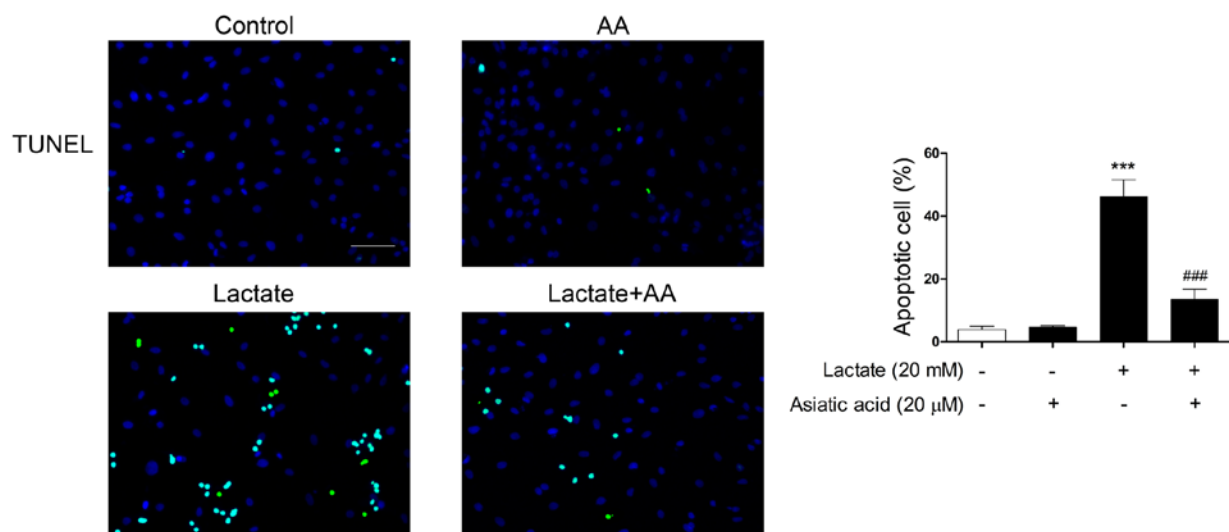 Control
AA
TUNEL
Lactate
Lactate+AA
Apoptotic cell (%)
60
40
20
0
***
###
Lactate (20 mM) - - + +
Asiatic acid (20 μM) - + - +